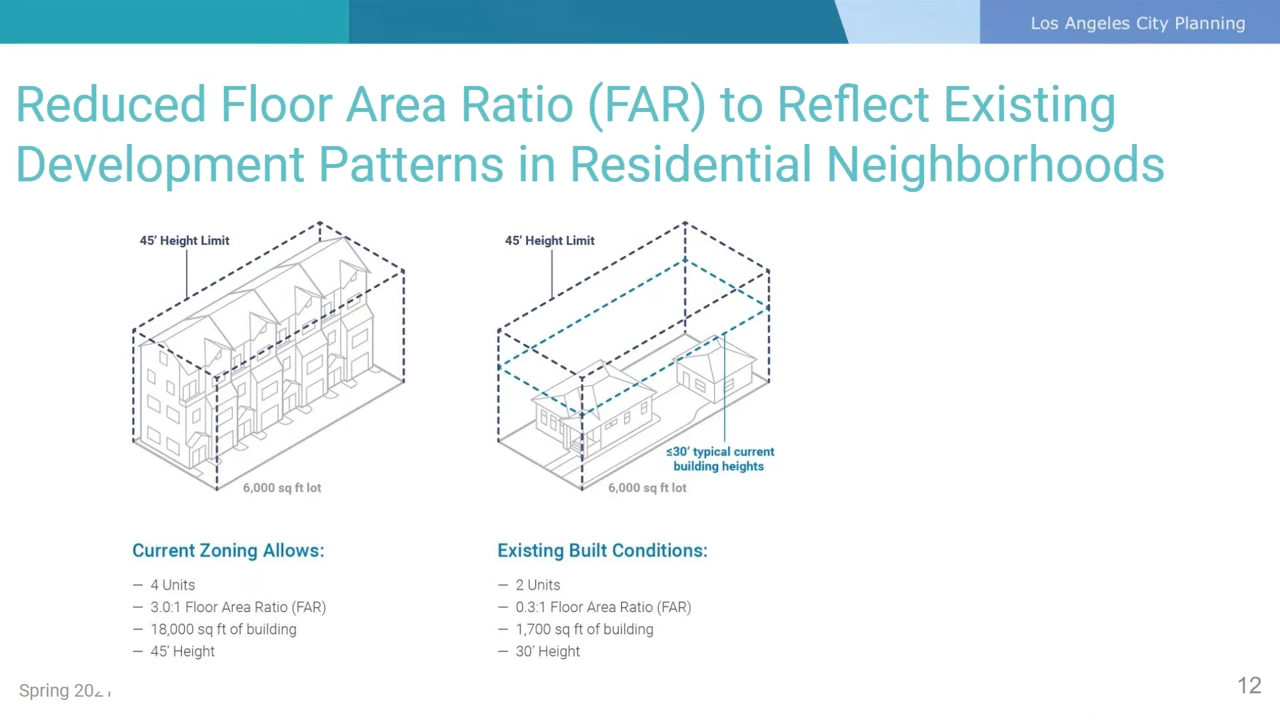 Los Angeles City Planning
Reduced Floor Area Ratio (FAR) to Reflect Existing
Development Patterns in Residential Neighborhoods
45' Height Limit
6,000 sq ft lot
45' Height Limit
≤30' typical current
building heights
6,000 sq ft lot
Current Zoning Allows:
— 4 Units
— 3.0:1 Floor Area Ratio (FAR)
— 18,000 sq ft of building
— 45' Height
Existing Built Conditions:
— 2 Units
— 0.3:1 Floor Area Ratio (FAR)
— 1,700 sq ft of building
— 30' Height
Spring
12